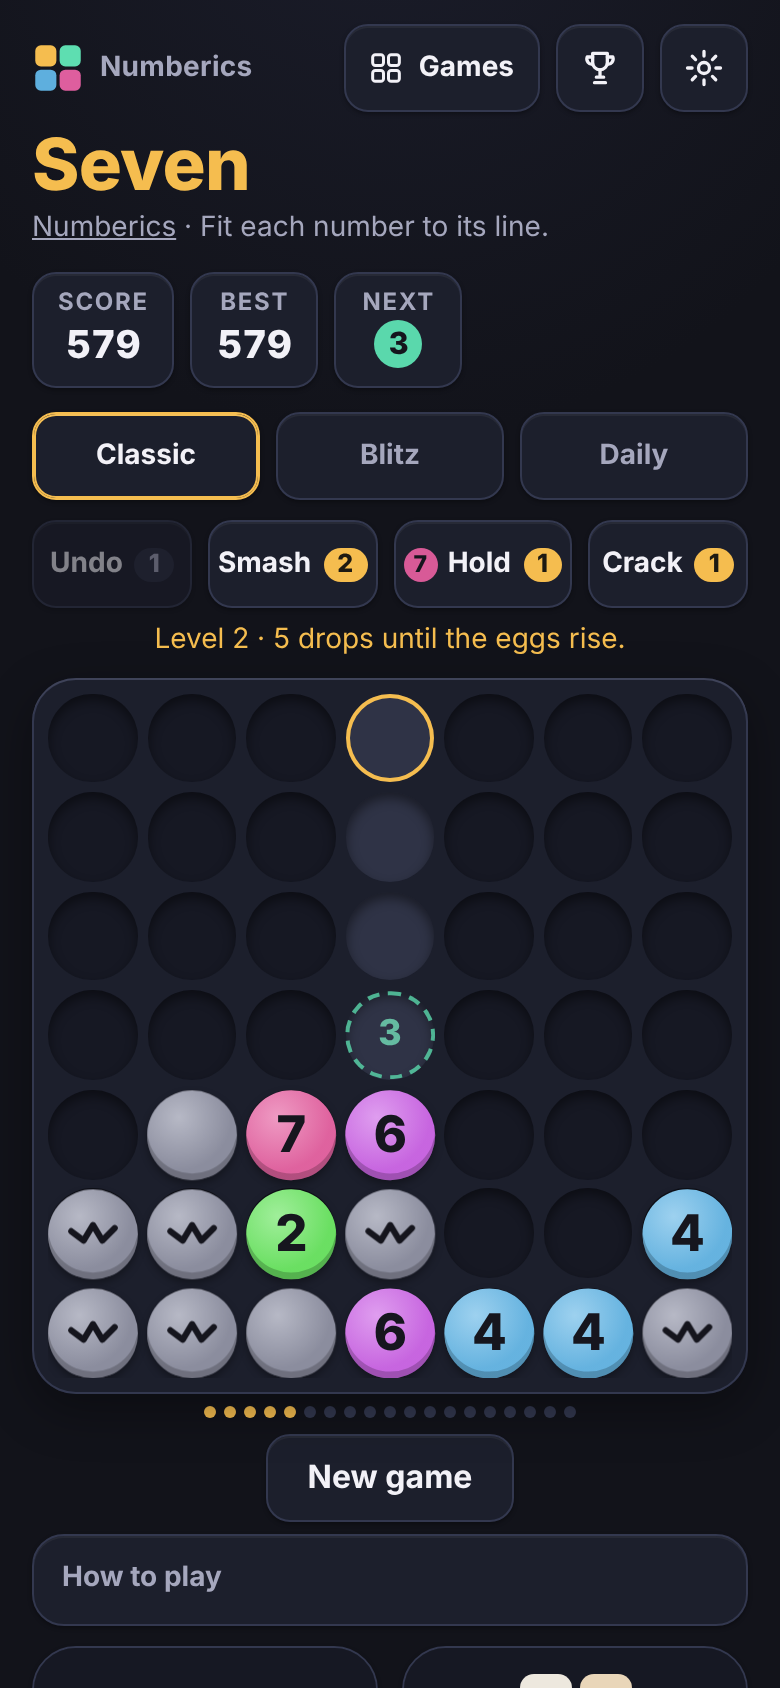 Numberics
Games
Seven
Numberics · Fit each number to its line.
SCORE
579
BEST
579
NEXT
3
Classic
Blitz
Daily
Undo 1
Smash 2
7 Hold 1
Crack 1
Level 2 · 5 drops until the eggs rise.
3
7 6
2 4
6 4 4
New game
How to play